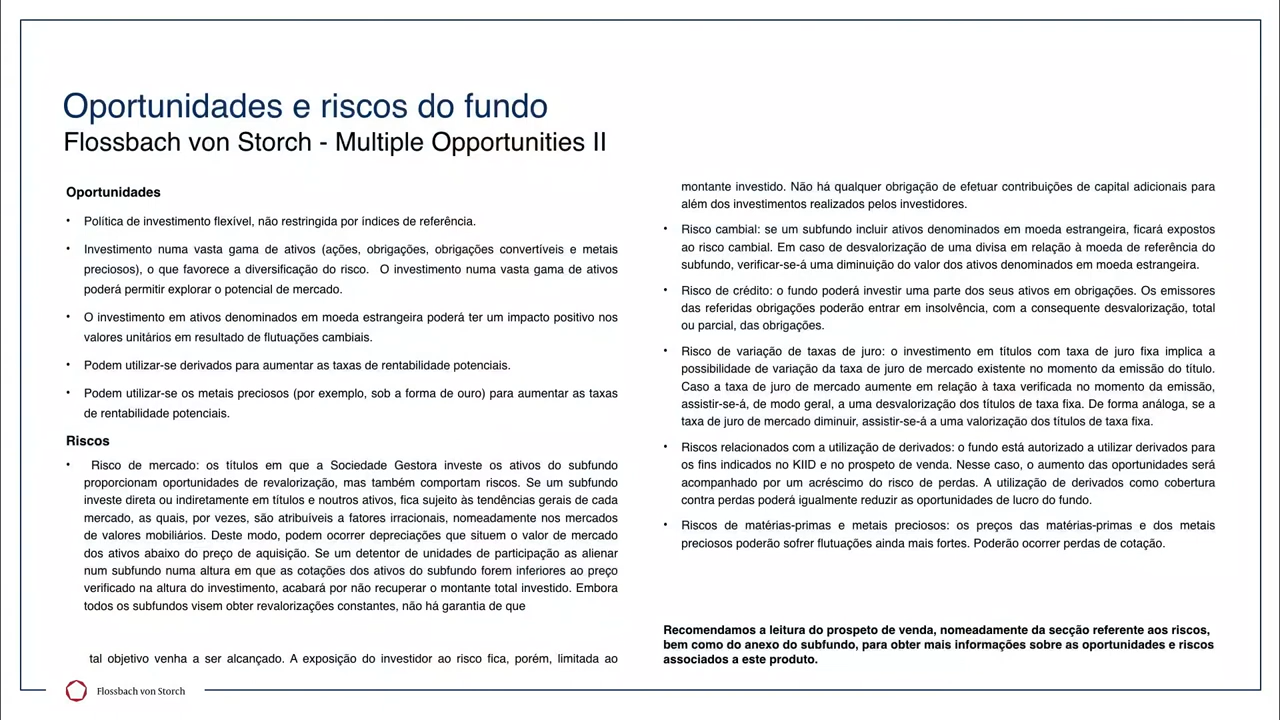 Oportunidades e riscos do fundo
Flossbach von Storch - Multiple Opportunities II
Oportunidades
• Política de investimento flexível, não restringida por índices de referência.
• Investimento numa vasta gama de ativos (ações, obrigações, obrigações convertíveis e metais
preciosos), o que favorece a diversificação do risco. O investimento numa vasta gama de ativos
poderá permitir explorar o potencial de mercado.
• O investimento em ativos denominados em moeda estrangeira poderá ter um impacto positivo nos
valores unitários em resultado de flutuações cambiais.
• Podem utilizar-se derivados para aumentar as taxas de rentabilidade potenciais.
• Podem utilizar-se os metais preciosos (por exemplo, sob a forma de ouro) para aumentar as taxas
de rentabilidade potenciais.
Riscos
• Risco de mercado: os títulos em que a Sociedade Gestora investe os ativos do subfundo
proporcionam oportunidades de revalorização, mas também comportam riscos. Se um subfundo
investe direta ou indiretamente em títulos e noutros ativos, fica sujeito às tendências gerais de cada
mercado, as quais, por vezes, são atribuíveis a fatores irracionais, nomeadamente nos mercados
de valores mobiliários. Deste modo, podem ocorrer depreciações que situem o valor de mercado
dos ativos abaixo do preço de aquisição. Se um detentor de unidades de participação as alienar
num subfundo numa altura em que as cotações dos ativos do subfundo forem inferiores ao preço
verificado na altura do investimento, acabará por não recuperar o montante total investido. Embora
todos os subfundos visem obter revalorizações constantes, não há garantia de que
tal objetivo venha a ser alcançado. A exposição do investidor ao risco fica, porém, limitada ao
montante investido. Não há qualquer obrigação de efetuar contribuições de capital adicionais para
além dos investimentos realizados pelos investidores.
• Risco cambial: se um subfundo incluir ativos denominados em moeda estrangeira, ficará expostos
ao risco cambial. Em caso de desvalorização de uma divisa em relação à moeda de referência do
subfundo, verificar-se-á uma diminuição do valor dos ativos denominados em moeda estrangeira.
• Risco de crédito: o fundo poderá investir uma parte dos seus ativos em obrigações. Os emissores
das referidas obrigações poderão entrar em insolvência, com a consequente desvalorização, total
ou parcial, das obrigações.
• Risco de variação de taxas de juro: o investimento em títulos com taxa de juro fixa implica a
possibilidade de variação da taxa de juro de mercado existente no momento da emissão do título.
Caso a taxa de juro de mercado aumente em relação à taxa verificada no momento da emissão,
assistir-se-á, de modo geral, a uma desvalorização dos títulos de taxa fixa. De forma análoga, se a
taxa de juro de mercado diminuir, assistir-se-á a uma valorização dos títulos de taxa fixa.
• Riscos relacionados com a utilização de derivados: o fundo está autorizado a utilizar derivados para
os fins indicados no KIID e no prospeto de venda. Nesse caso, o aumento das oportunidades será
acompanhado por um acréscimo do risco de perdas. A utilização de derivados como cobertura
contra perdas poderá igualmente reduzir as oportunidades de lucro do fundo.
• Riscos de matérias-primas e metais preciosos: os preços das matérias-primas e dos metais
preciosos poderão sofrer flutuações ainda mais fortes. Poderão ocorrer perdas de cotação.
Recomendamos a leitura do prospeto de venda, nomeadamente da secção referente aos riscos,
bem como do anexo do subfundo, para obter mais informações sobre as oportunidades e riscos
associados a este produto.
Flossbach von Storch